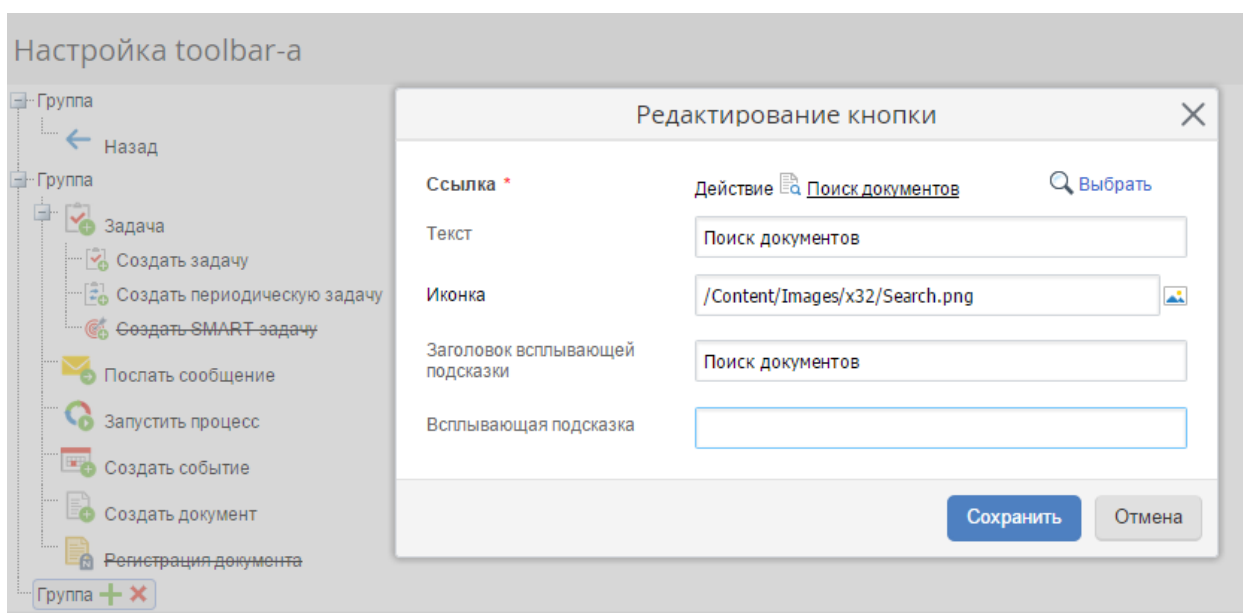 Настройка toolbar-а
Группа
Назад
Группа
Задача
Создать задачу
Создать периодическую задачу
Создать SMART задачу
Послать сообщение
Запустить процесс
Создать событие
Создать документ
Регистрация документа
Группа
Редактирование кнопки
Ссылка * Действие Поиск документов Выбрать
Текст Поиск документов
Иконка /Content/Images/x32/Search.png
Заголовок всплывающей
подсказки Поиск документов
Всплывающая подсказка
Сохранить Отмена